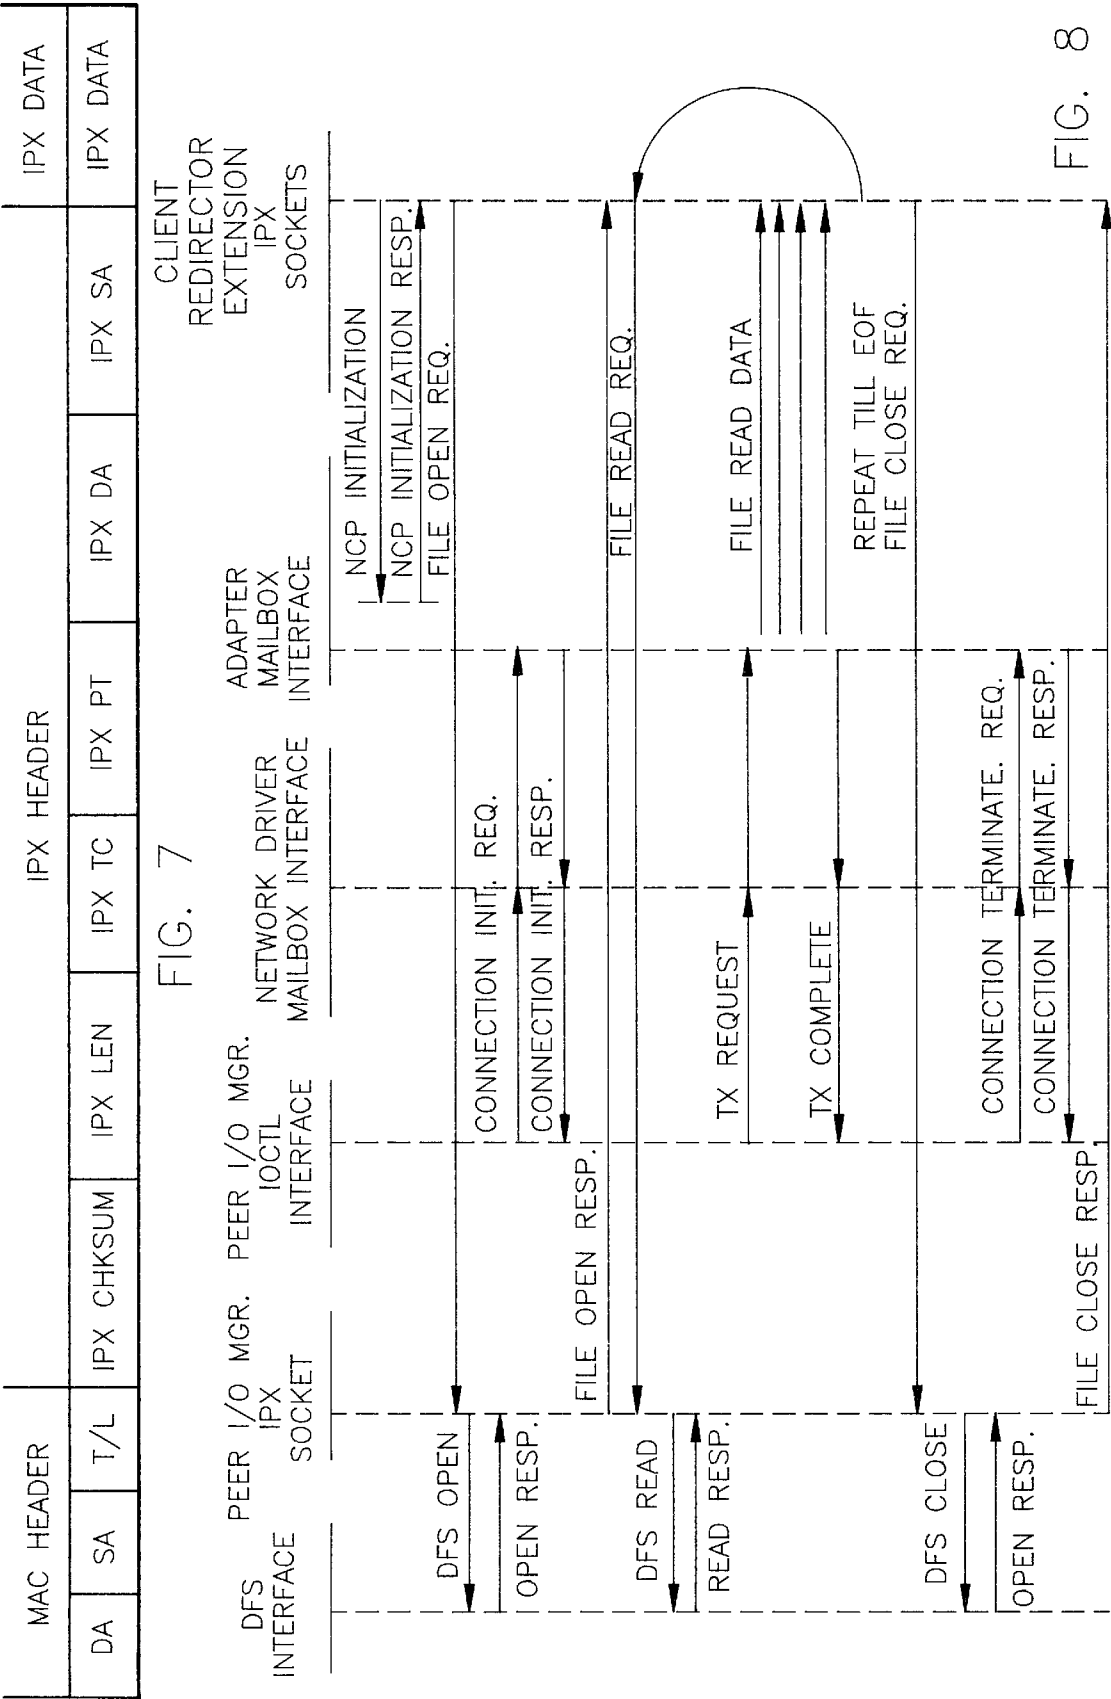 MAC HEADER
IPX HEADER
IPX DATA
DA
SA
T/L
IPX CHKSUM
IPX LEN
IPX TC
IPX PT
IPX DA
IPX SA
IPX DATA
FIG. 7
DFS
INTERFACE
PEER I/O MGR.
IPX
SOCKET
PEER I/O MGR.
IOCTL
INTERFACE
NETWORK DRIVER
MAILBOX INTERFACE
ADAPTER
MAILBOX
INTERFACE
CLIENT
REDIRECTOR
EXTENSION
IPX
SOCKETS
NCP INITIALIZATION
NCP INITIALIZATION RESP.
FILE OPEN REQ.
DFS OPEN
OPEN RESP.
CONNECTION INIT. REQ.
CONNECTION INIT. RESP.
FILE OPEN RESP.
FILE READ REQ.
DFS READ
READ RESP.
TX REQUEST
FILE READ DATA
TX COMPLETE
REPEAT TILL EOF
FILE CLOSE REQ.
DFS CLOSE
OPEN RESP.
CONNECTION TERMINATE. REQ.
CONNECTION TERMINATE. RESP.
FILE CLOSE RESP.
FIG. 8